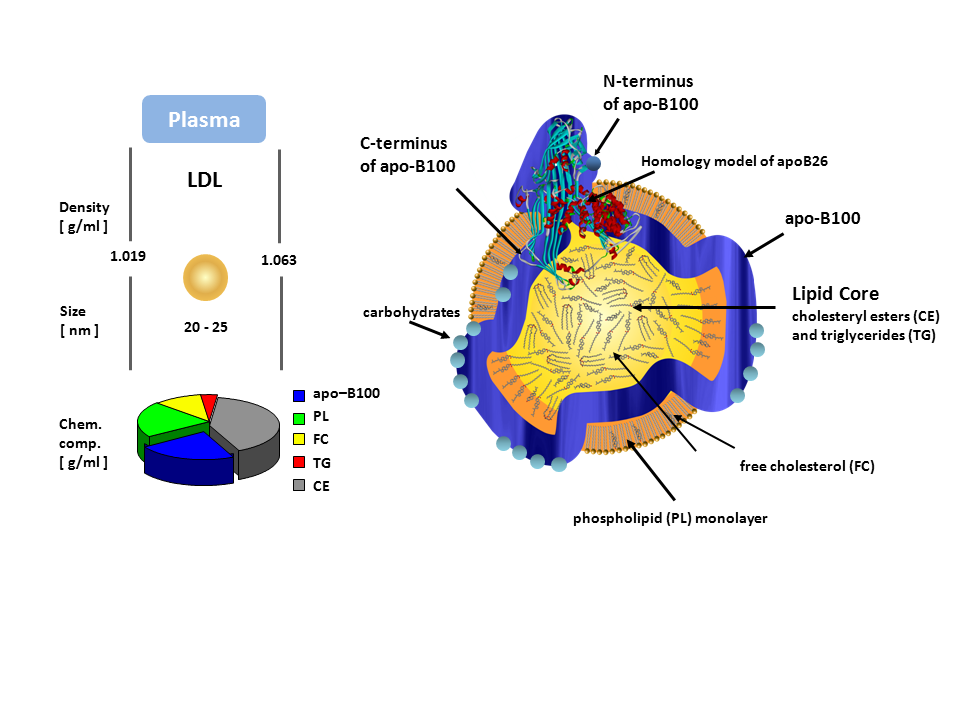 Plasma
LDL
Density
[ g/ml ]
1.019
1.063
Size
[ nm ]
20 - 25
Chem.
comp.
[ g/ml ]
apo–B100
PL
FC
TG
CE
N-terminus
of apo-B100
C-terminus
of apo-B100
Homology model of apoB26
apo-B100
Lipid Core
cholesteryl esters (CE)
and triglycerides (TG)
carbohydrates
free cholesterol (FC)
phospholipid (PL) monolayer